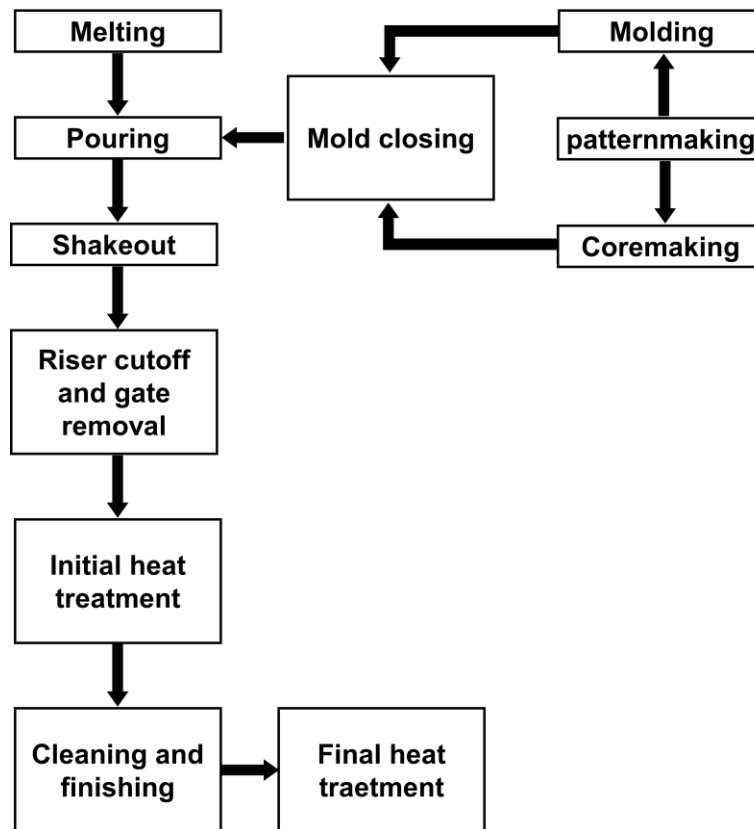 Melting
Molding
Pouring
Mold closing
patternmaking
Shakeout
Coremaking
Riser cutoff
and gate
removal
Initial heat
treatment
Cleaning and
finishing
Final heat
traetment